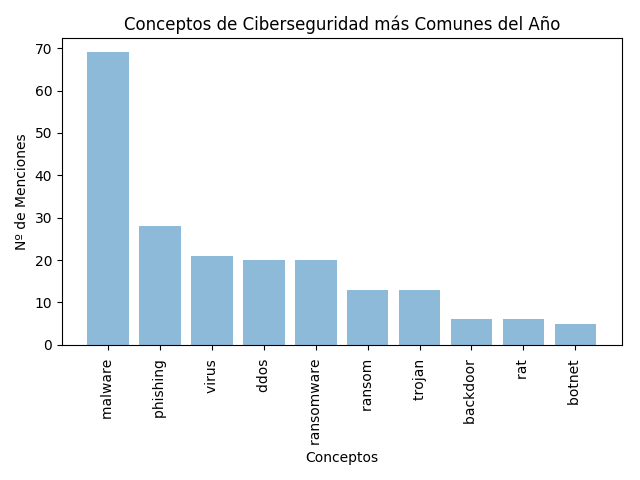 Conceptos de Ciberseguridad más Comunes del Año
Nº de Menciones
70
60
50
40
30
20
10
0
malware
phishing
virus
ddos
ransomware
ransom
trojan
backdoor
rat
botnet
Conceptos